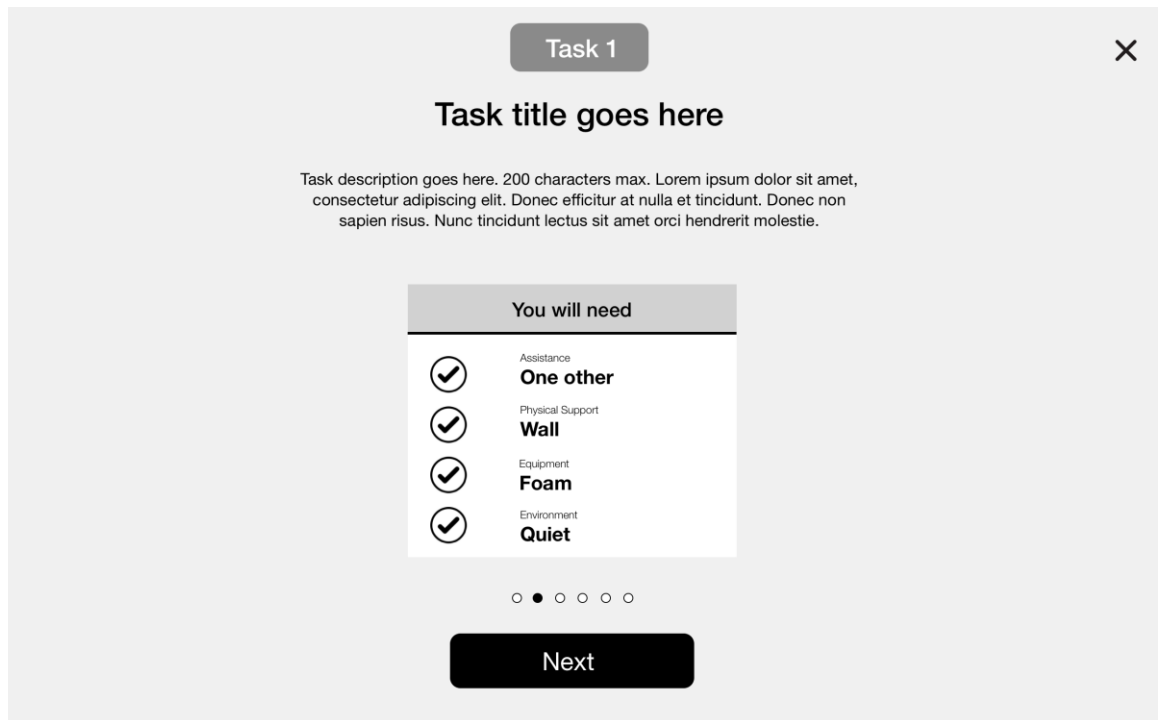 Task 1
Task title goes here
Task description goes here. 200 characters max. Lorem ipsum dolor sit amet,
consectetur adipiscing elit. Donec efficitur at nulla et tincidunt. Donec non
sapien risus. Nunc tincidunt lectus sit amet orci hendrerit molestie.
You will need
Assistance
One other
Physical Support
Wall
Equipment
Foam
Environment
Quiet
Next